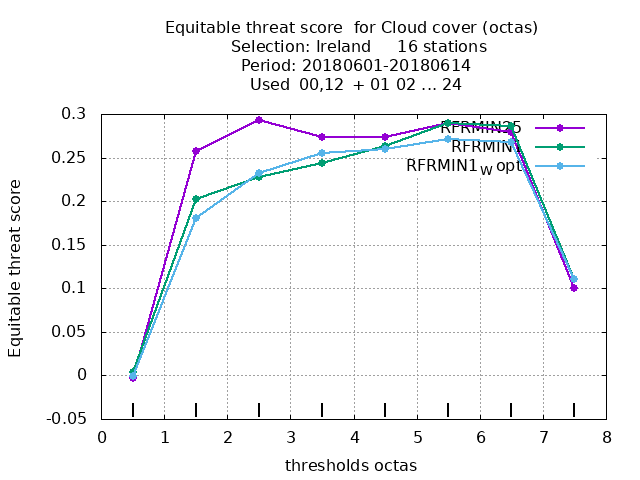 Equitable threat score  for Cloud cover (octas)
Selection: Ireland     16 stations
Period: 20180601-20180614
Used  00,12  + 01 02 ... 24
RFRMIN25
RFRMIN1
RFRMIN1W opt
0.3
0.25
0.2
0.15
0.1
0.05
0
-0.05
Equitable threat score
0 1 2 3 4 5 6 7 8
thresholds octas